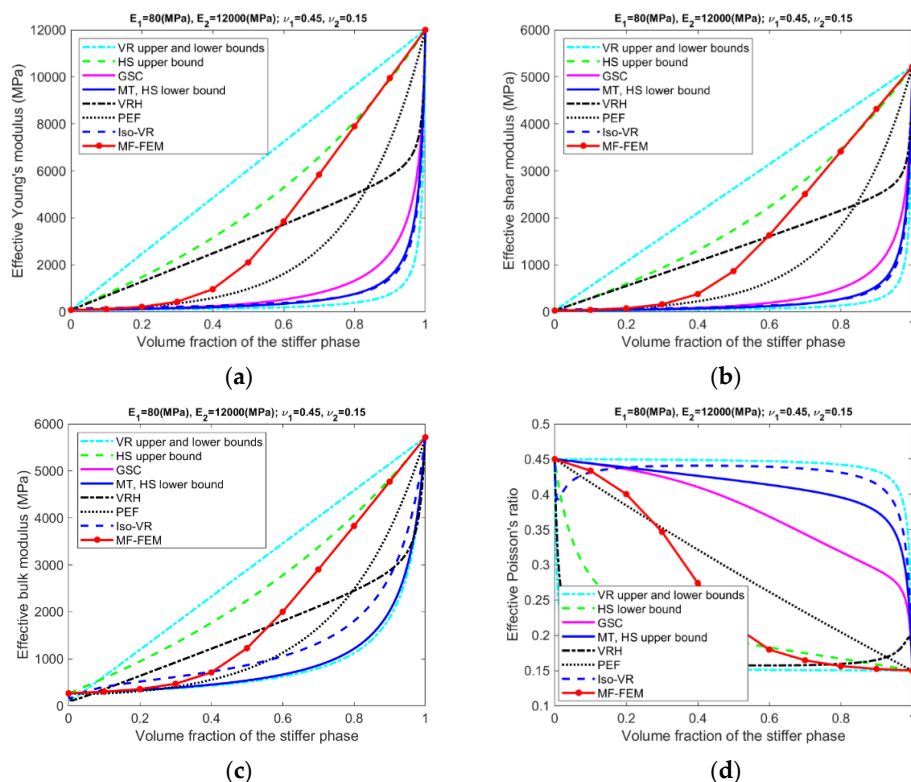 E₁=80(MPa), E₂=12000(MPa); ν₁=0.45, ν₂=0.15
12000
10000
8000
6000
4000
2000
0
Effective Young's modulus (MPa)
VR upper and lower bounds
HS upper bound
GSC
MT, HS lower bound
VRH
PEF
Iso-VR
MF-FEM
0 0.2 0.4 0.6 0.8 1
Volume fraction of the stiffer phase
(a)
E₁=80(MPa), E₂=12000(MPa); ν₁=0.45, ν₂=0.15
6000
5000
4000
3000
2000
1000
0
Effective shear modulus (MPa)
VR upper and lower bounds
HS upper bound
GSC
MT, HS lower bound
VRH
PEF
Iso-VR
MF-FEM
0 0.2 0.4 0.6 0.8 1
Volume fraction of the stiffer phase
(b)
E₁=80(MPa), E₂=12000(MPa); ν₁=0.45, ν₂=0.15
6000
5000
4000
3000
2000
1000
0
Effective bulk modulus (MPa)
VR upper and lower bounds
HS upper bound
GSC
MT, HS lower bound
VRH
PEF
Iso-VR
MF-FEM
0 0.2 0.4 0.6 0.8 1
Volume fraction of the stiffer phase
(c)
E₁=80(MPa), E₂=12000(MPa); ν₁=0.45, ν₂=0.15
0.5
0.45
0.4
0.35
0.3
0.25
0.2
0.15
0.1
Effective Poisson's ratio
VR upper and lower bounds
HS lower bound
GSC
MT, HS upper bound
VRH
PEF
Iso-VR
MF-FEM
0 0.2 0.4 0.6 0.8 1
Volume fraction of the stiffer phase
(d)